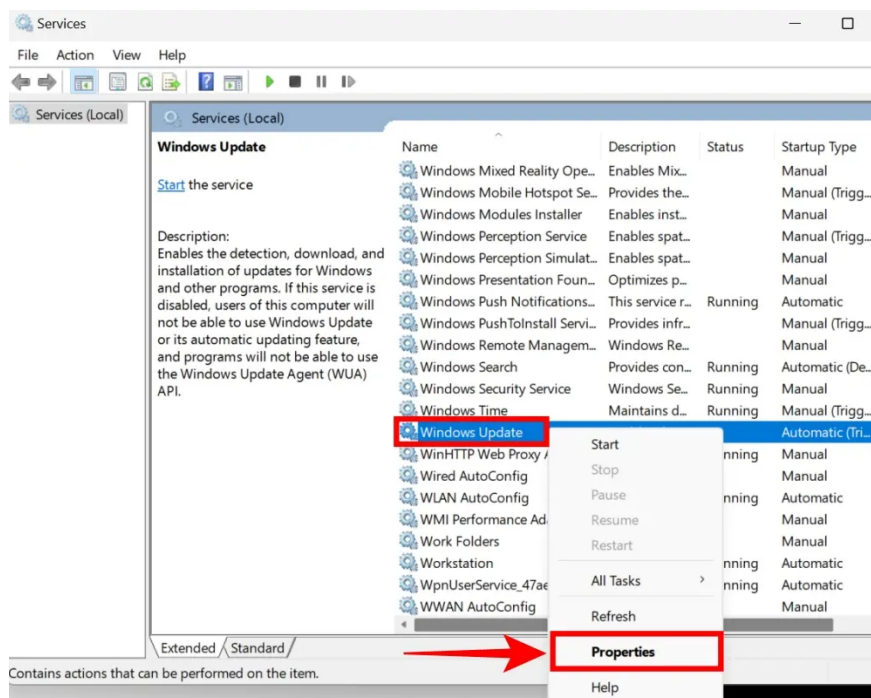 Services
File Action View Help
Services (Local)
Services (Local)
Windows Update
Start the service
Description:
Enables the detection, download, and
installation of updates for Windows
and other programs. If this service is
disabled, users of this computer will
not be able to use Windows Update
or its automatic updating feature,
and programs will not be able to use
the Windows Update Agent (WUA)
API.
Name Description Status Startup Type
Windows Mixed Reality Ope... Enables Mix... Manual
Windows Mobile Hotspot Se... Provides the... Manual (Trigg...
Windows Modules Installer Enables inst... Manual
Windows Perception Service Enables spat... Manual (Trigg...
Windows Perception Simulat... Enables spat... Manual
Windows Presentation Foun... Optimizes p... Manual
Windows Push Notifications... This service r... Running Automatic
Windows PushToInstall Servi... Provides infr... Manual (Trigg...
Windows Remote Managem... Windows Re... Manual
Windows Search Provides con... Running Automatic (De...
Windows Security Service Windows Se... Running Manual
Windows Time Maintains d... Running Manual (Trigg...
Windows Update Automatic (Tri...
WinHTTP Web Proxy nning Manual
Wired AutoConfig Manual
WLAN AutoConfig nning Automatic
WMI Performance Ad Manual
Work Folders Manual
Workstation nning Automatic
WpnUserService_47ae nning Automatic
WWAN AutoConfig Manual
Start
Stop
Pause
Resume
Restart
All Tasks
Refresh
Properties
Help
Extended Standard
Contains actions that can be performed on the item.